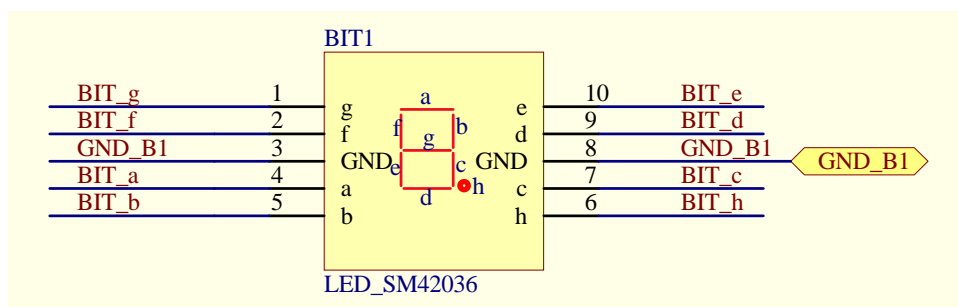 BIT1
BIT_g 1 g a e 10 BIT_e
BIT_f 2 f f b d 9 BIT_d
GND_B1 3 GND g GND 8 GND_B1 GND_B1
BIT_a 4 a e c c 7 BIT_c
BIT_b 5 b d h h 6 BIT_h
LED_SM42036